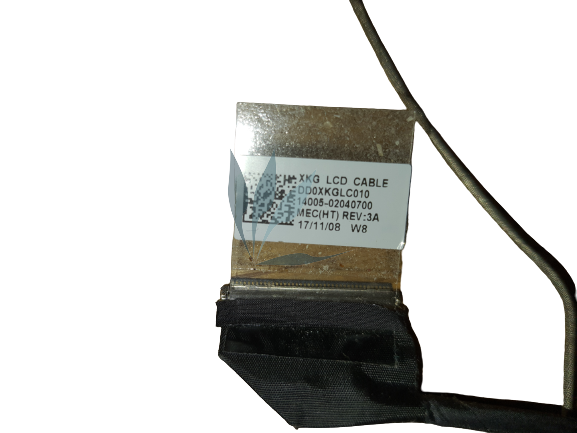 XKG LCD CABLE
DD0XKGLC010
14005-02040700
MEC(HT) REV:3A
17/11/08 W8